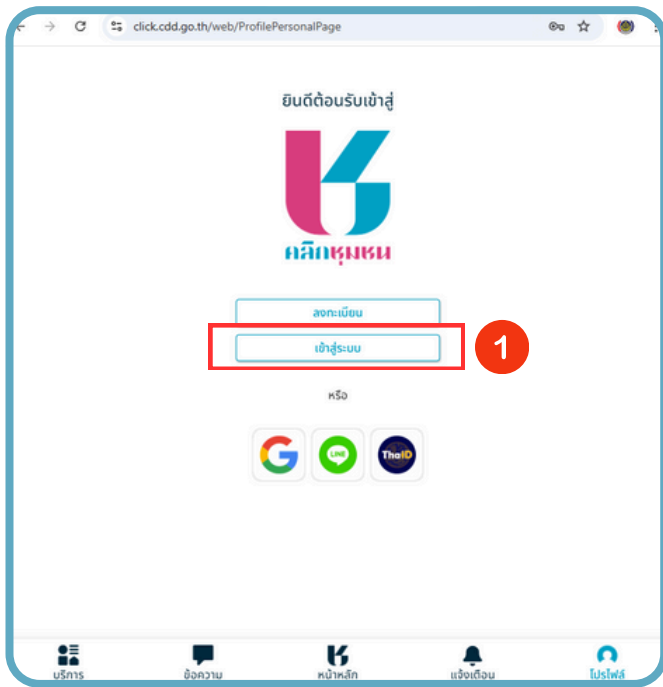 click.cdd.go.th/web/ProfilePersonalPage
ยินดีต้อนรับเข้าสู่
คลิกชุมชน
ลงทะเบียน
เข้าสู่ระบบ
1
หรือ
LINE
ThaID
บริการ
ข้อความ
หน้าหลัก
แจ้งเตือน
โปรไฟล์